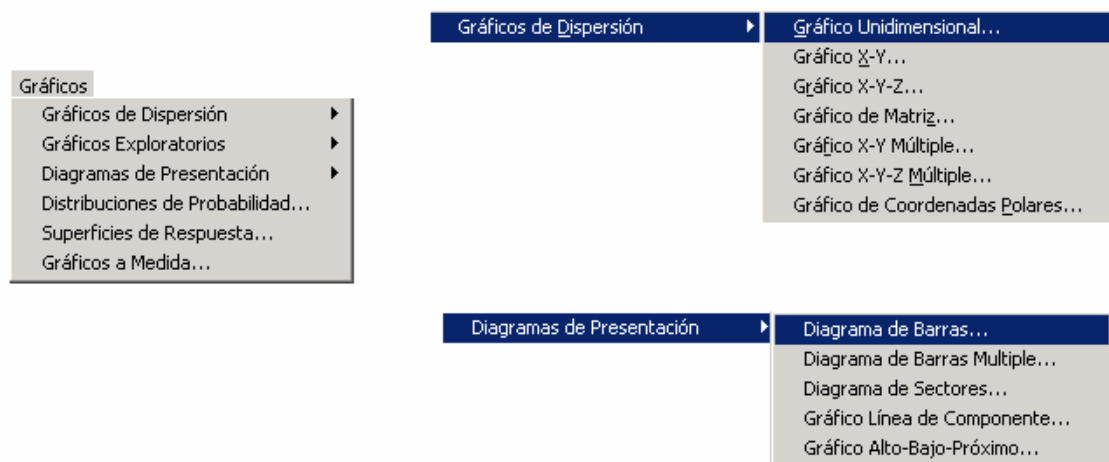 Gráficos
Gráficos de Dispersión
Gráficos Exploratorios
Diagramas de Presentación
Distribuciones de Probabilidad...
Superficies de Respuesta...
Gráficos a Medida...
Gráficos de Dispersión
Gráfico Unidimensional...
Gráfico X-Y...
Gráfico X-Y-Z...
Gráfico de Matriz...
Gráfico X-Y Múltiple...
Gráfico X-Y-Z Múltiple...
Gráfico de Coordenadas Polares...
Diagramas de Presentación
Diagrama de Barras...
Diagrama de Barras Multiple...
Diagrama de Sectores...
Gráfico Línea de Componente...
Gráfico Alto-Bajo-Próximo...